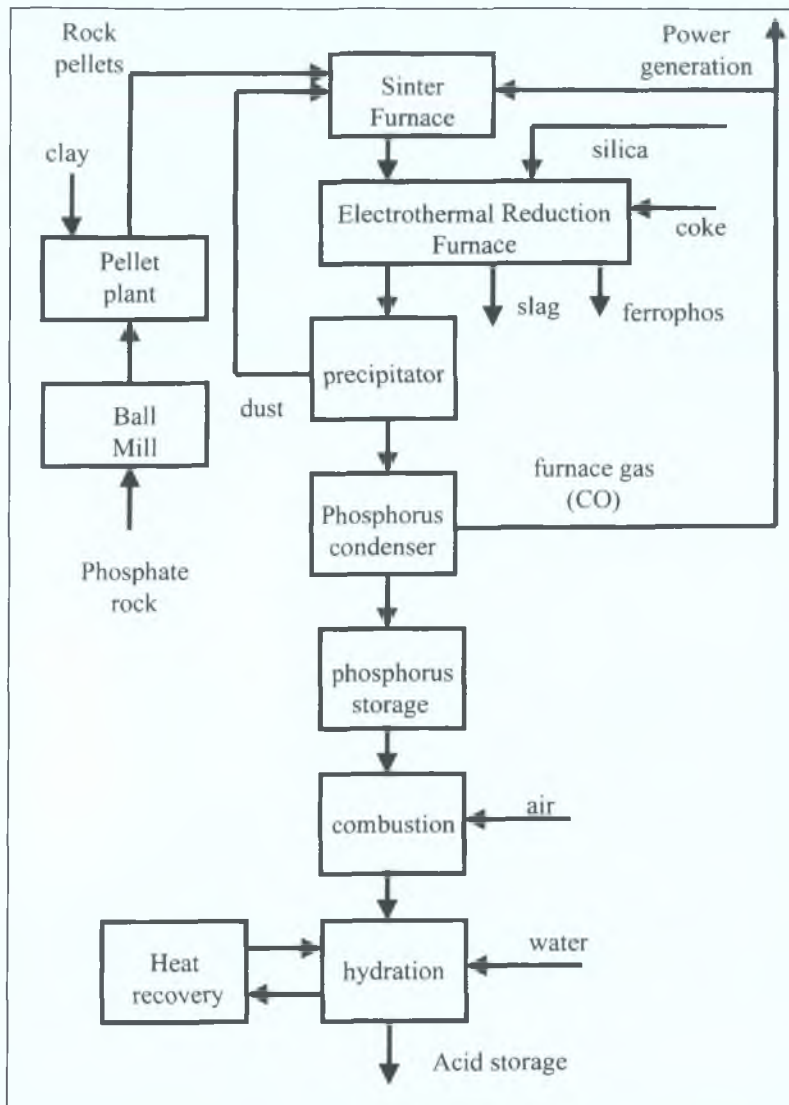 Rock
pellets
Power
generation
Sinter
Furnace
clay
silica
Electrothermal Reduction
Furnace
coke
Pellet
plant
slag
ferrophos
precipitator
dust
Ball
Mill
furnace gas
(CO)
Phosphorus
condenser
Phosphate
rock
phosphorus
storage
combustion
air
water
Heat
recovery
hydration
Acid storage